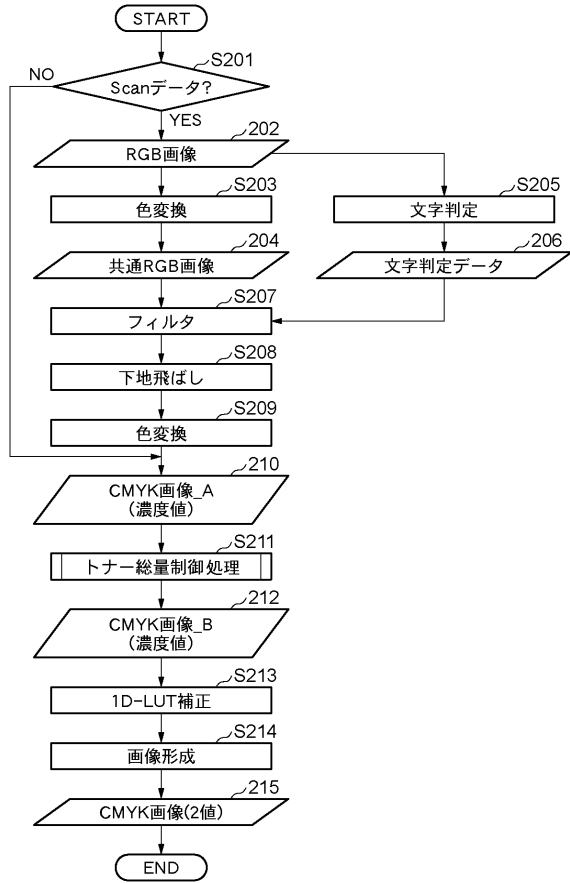 START
S201
NO
Scanデータ?
YES
202
RGB画像
S203
色変換
S205
文字判定
204
共通RGB画像
206
文字判定データ
S207
フィルタ
S208
下地飛ばし
S209
色変換
210
CMYK画像_A
(濃度値)
S211
トナー総量制御処理
212
CMYK画像_B
(濃度値)
S213
1D-LUT補正
S214
画像形成
215
CMYK画像(2値)
END